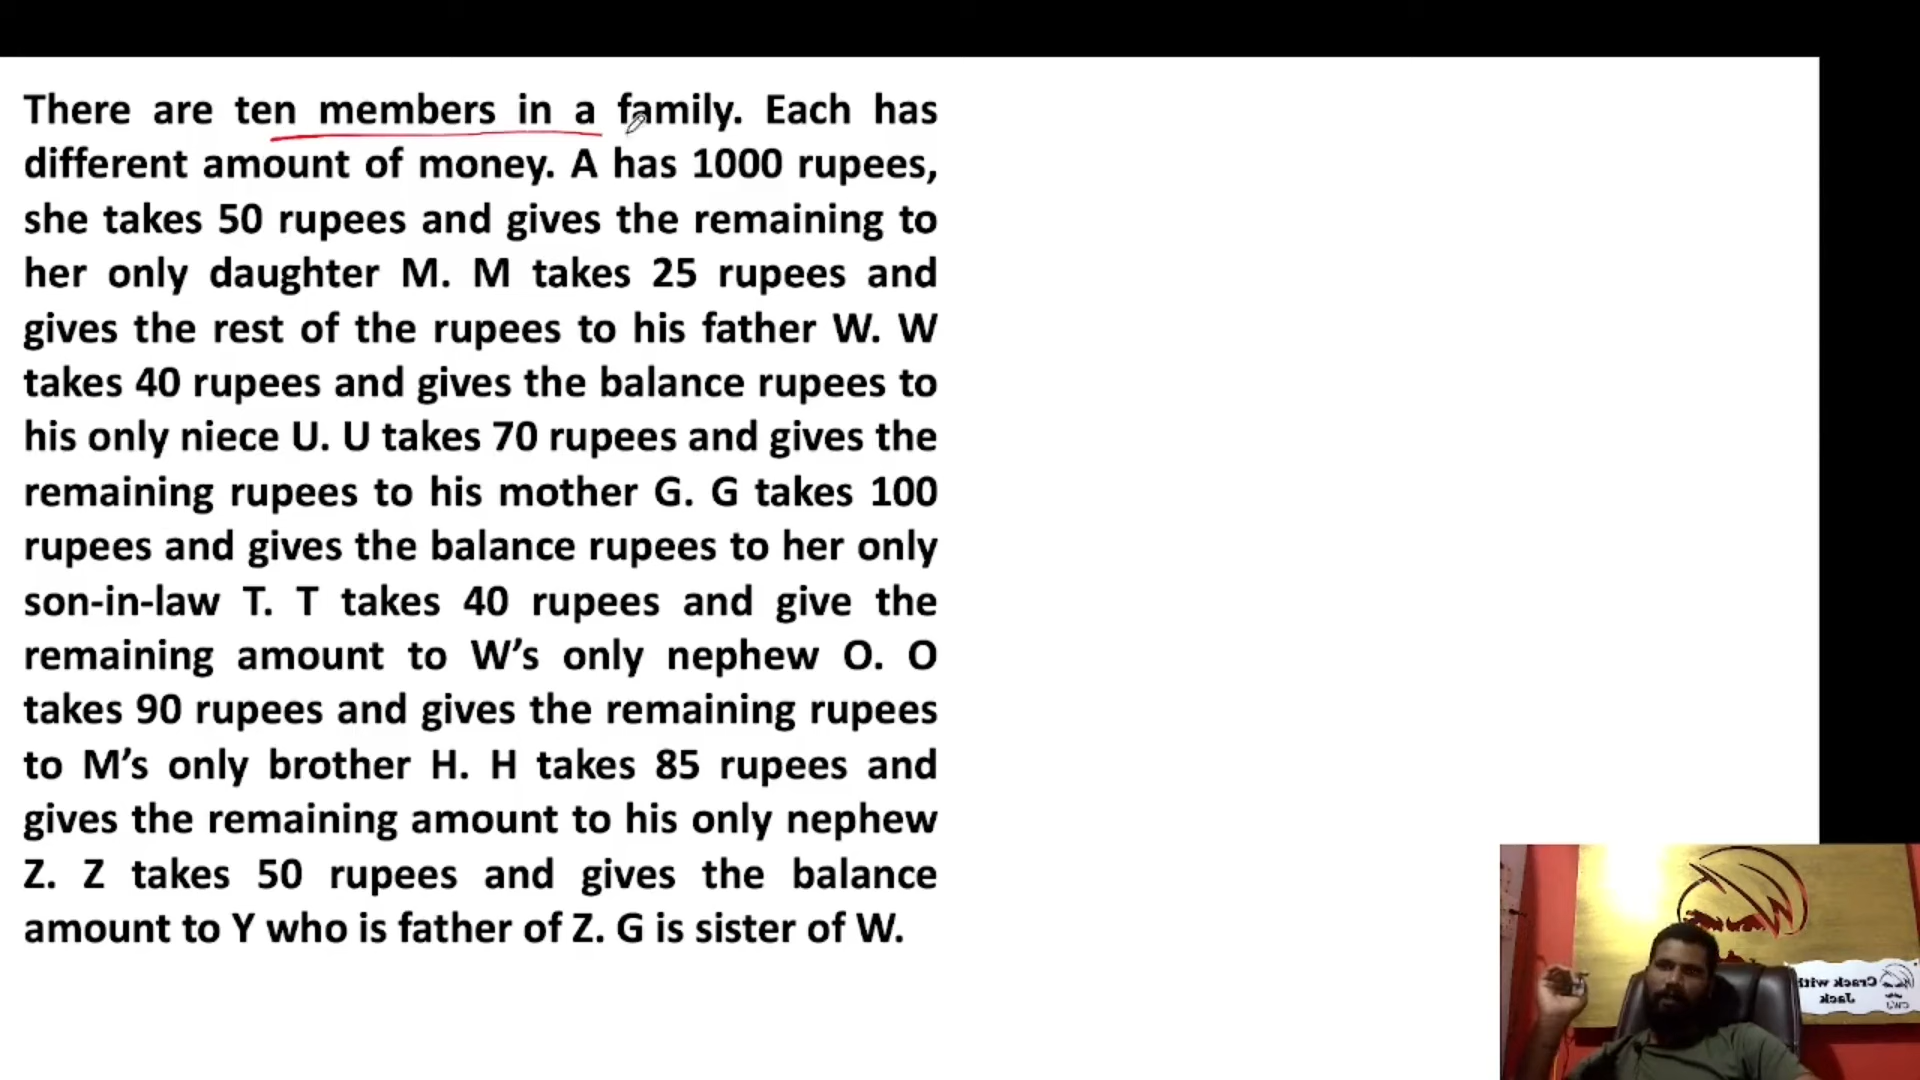 There are ten members in a family. Each has
different amount of money. A has 1000 rupees,
she takes 50 rupees and gives the remaining to
her only daughter M. M takes 25 rupees and
gives the rest of the rupees to his father W. W
takes 40 rupees and gives the balance rupees to
his only niece U. U takes 70 rupees and gives the
remaining rupees to his mother G. G takes 100
rupees and gives the balance rupees to her only
son-in-law T. T takes 40 rupees and give the
remaining amount to W’s only nephew O. O
takes 90 rupees and gives the remaining rupees
to M’s only brother H. H takes 85 rupees and
gives the remaining amount to his only nephew
Z. Z takes 50 rupees and gives the balance
amount to Y who is father of Z. G is sister of W.
Crack with
Jack
CWJ